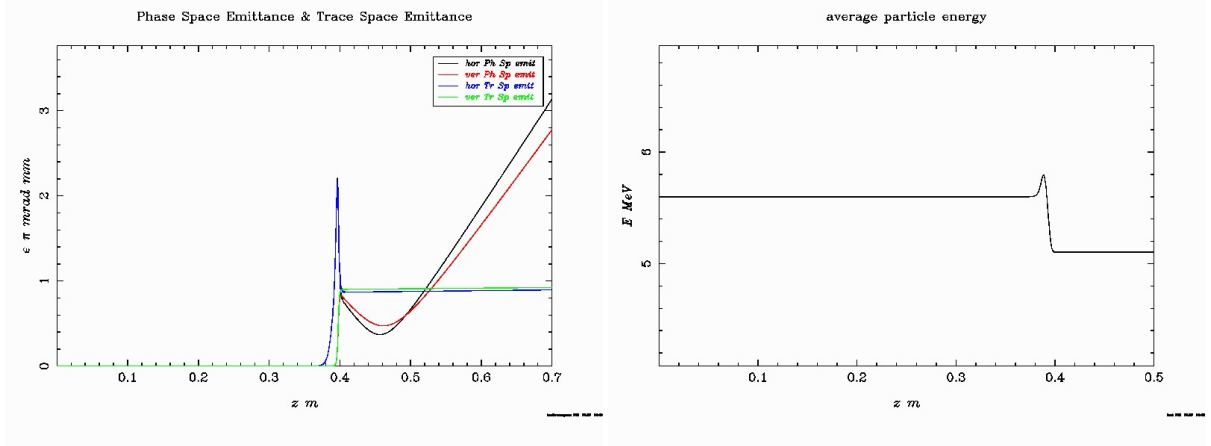 Phase Space Emittance & Trace Space Emittance
hor Ph Sp emit
ver Ph Sp emit
hor Tr Sp emit
ver Tr Sp emit
3
2
1
0
ϵ π mrad mm
0.1 0.2 0.3 0.4 0.5 0.6 0.7
z m
average particle energy
6
5
E MeV
0.1 0.2 0.3 0.4 0.5
z m